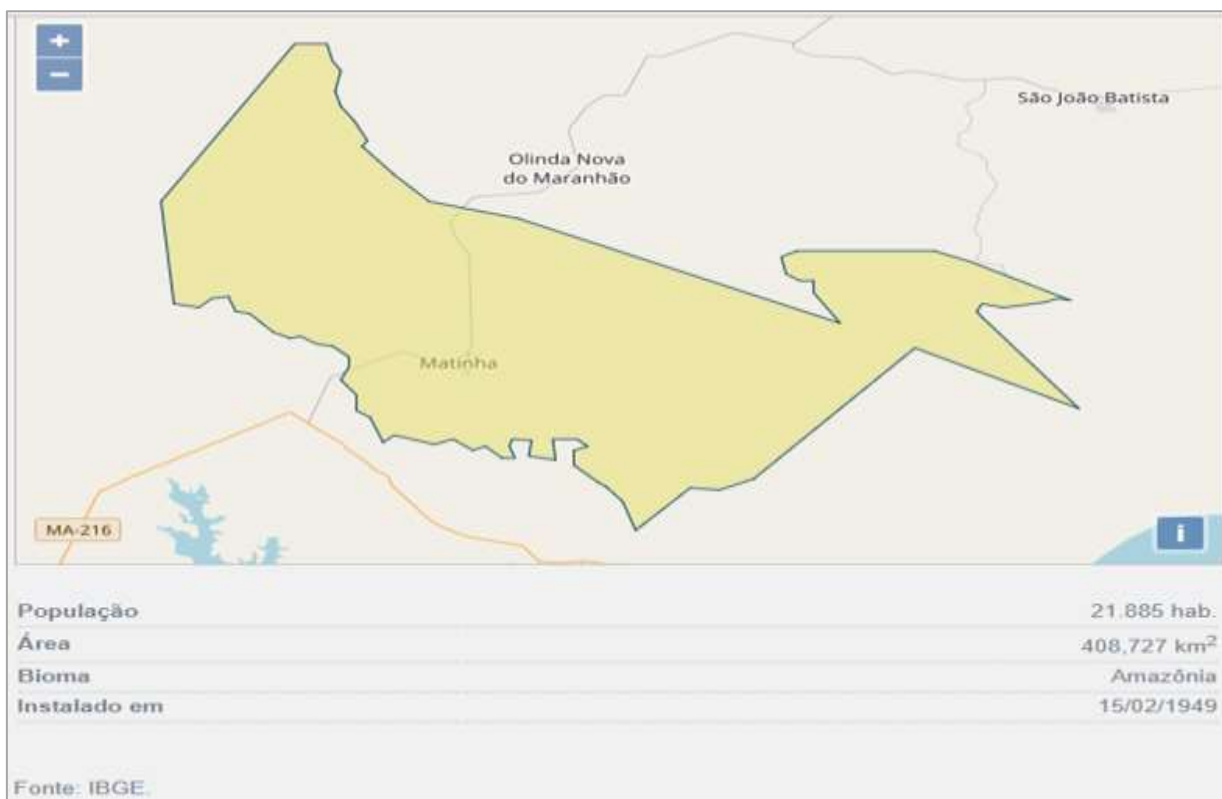 +
−
São João Batista
Olinda Nova
do Maranhão
Matinha
MA-216
i
População 21.885 hab.
Área 408,727 km²
Bioma Amazônia
Instalado em 15/02/1949
Fonte: IBGE.